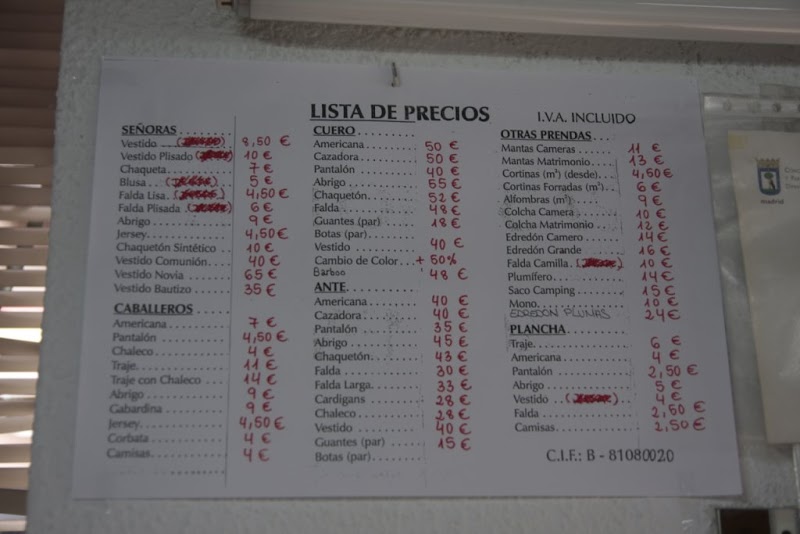 LISTA DE PRECIOS
I.V.A. INCLUIDO
SEÑORAS
Vestido 8,50 €
Vestido Plisado 10 €
Chaqueta 7 €
Blusa 5 €
Falda Lisa 4,50 €
Falda Plisada 6 €
Abrigo 9 €
Jersey 4,50 €
Chaquetón Sintético 10 €
Vestido Comunión 40 €
Vestido Novia 65 €
Vestido Bautizo 35 €
CABALLEROS
Americana 7 €
Pantalón 4,50 €
Chaleco 4 €
Traje 11 €
Traje con Chaleco 14 €
Abrigo 9 €
Gabardina 9 €
Jersey 4,50 €
Corbata 4 €
Camisas 4 €
CUERO
Americana 50 €
Cazadora 50 €
Pantalón 40 €
Abrigo 55 €
Chaquetón 52 €
Falda 48 €
Guantes (par) 18 €
Botas (par)
Vestido 40 €
Cambio de Color + 50%
Barboo 48 €
ANTE
Americana 40 €
Cazadora 40 €
Pantalón 35 €
Abrigo 45 €
Chaquetón 43 €
Falda 30 €
Falda Larga 33 €
Cardigans 28 €
Chaleco 28 €
Vestido 40 €
Guantes (par) 15 €
Botas (par)
OTRAS PRENDAS
Mantas Cameras 11 €
Mantas Matrimonio 13 €
Cortinas (m²) (desde) 4,50 €
Cortinas Forradas (m²) 6 €
Alfombras (m²) 9 €
Colcha Camera 10 €
Colcha Matrimonio 12 €
Edredón Camero 14 €
Edredón Grande 16 €
Falda Camilla 10 €
Plumífero 14 €
Saco Camping 15 €
Mono 10 €
EDREDON PLUMAS 24 €
PLANCHA
Traje 6 €
Americana 4 €
Pantalón 2,50 €
Abrigo 5 €
Vestido 4 €
Falda 2,50 €
Camisas 2,50 €
C.I.F.: B - 81080020
madrid